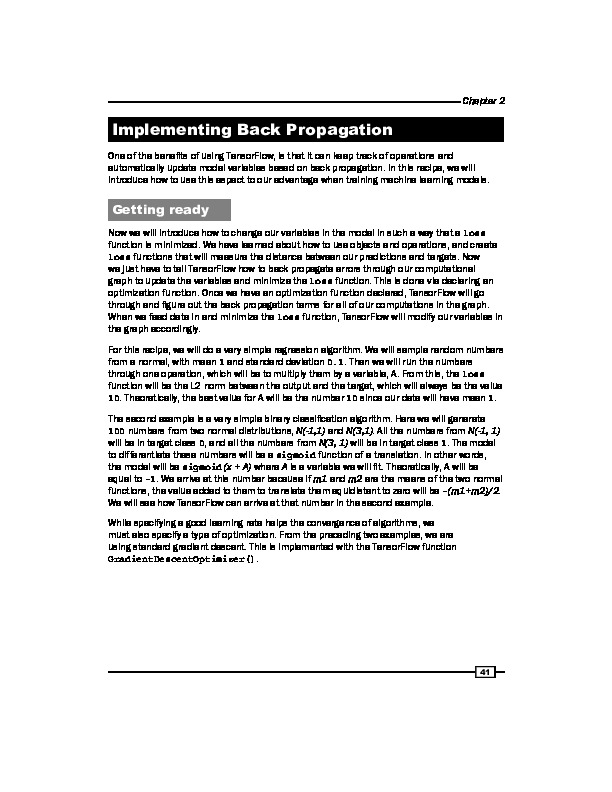 Chapter 2
Implementing Back Propagation
One of the benefits of using TensorFlow, is that it can keep track of operations and
automatically update model variables based on back propagation. In this recipe, we will
introduce how to use this aspect to our advantage when training machine learning models.
Getting ready
Now we will introduce how to change our variables in the model in such a way that a loss
function is minimized. We have learned about how to use objects and operations, and create
loss functions that will measure the distance between our predictions and targets. Now
we just have to tell TensorFlow how to back propagate errors through our computational
graph to update the variables and minimize the loss function. This is done via declaring an
optimization function. Once we have an optimization function declared, TensorFlow will go
through and figure out the back propagation terms for all of our computations in the graph.
When we feed data in and minimize the loss function, TensorFlow will modify our variables in
the graph accordingly.
For this recipe, we will do a very simple regression algorithm. We will sample random numbers
from a normal, with mean 1 and standard deviation 0.1. Then we will run the numbers
through one operation, which will be to multiply them by a variable, A. From this, the loss
function will be the L2 norm between the output and the target, which will always be the value
10. Theoretically, the best value for A will be the number 10 since our data will have mean 1.
The second example is a very simple binary classification algorithm. Here we will generate
100 numbers from two normal distributions, N(-1,1) and N(3,1). All the numbers from N(-1, 1)
will be in target class 0, and all the numbers from N(3, 1) will be in target class 1. The model
to differentiate these numbers will be a sigmoid function of a translation. In other words,
the model will be sigmoid(x + A) where A is a variable we will fit. Theoretically, A will be
equal to -1. We arrive at this number because if m1 and m2 are the means of the two normal
functions, the value added to them to translate them equidistant to zero will be -(m1+m2)/2.
We will see how TensorFlow can arrive at that number in the second example.
While specifying a good learning rate helps the convergence of algorithms, we
must also specify a type of optimization. From the preceding two examples, we are
using standard gradient descent. This is implemented with the TensorFlow function
GradientDescentOptimizer().
41